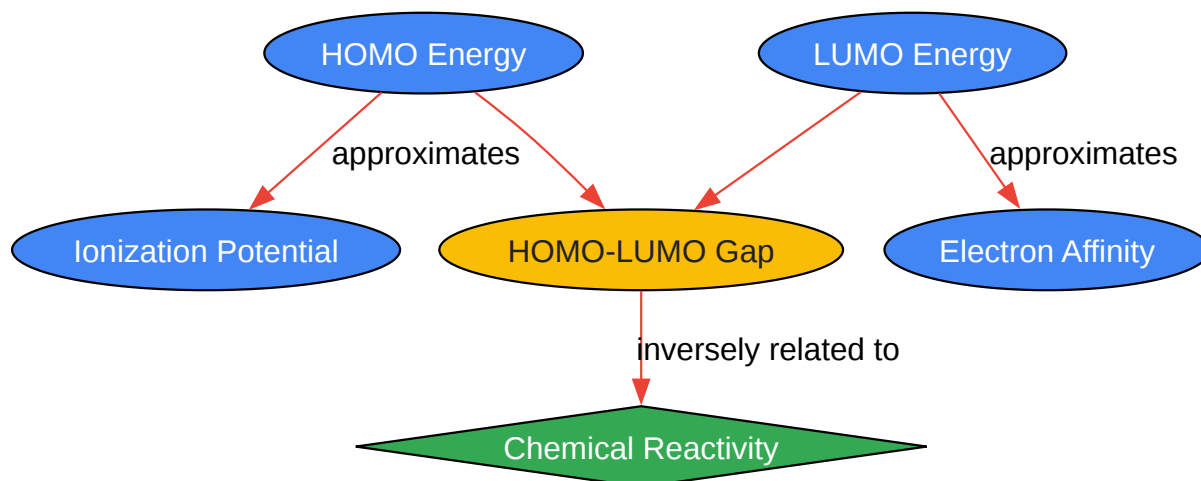 HOMO Energy
LUMO Energy
approximates
approximates
Ionization Potential
HOMO-LUMO Gap
Electron Affinity
inversely related to
Chemical Reactivity